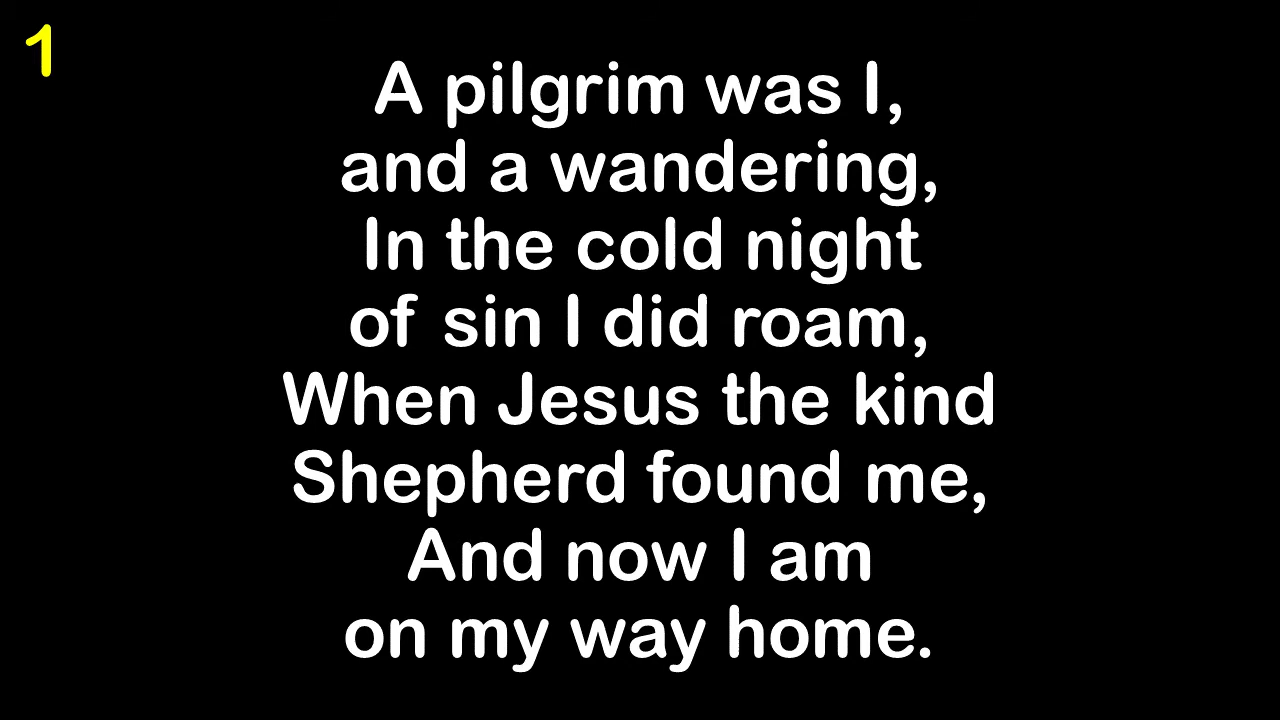 1
A pilgrim was I,
and a wandering,
In the cold night
of sin I did roam,
When Jesus the kind
Shepherd found me,
And now I am
on my way home.